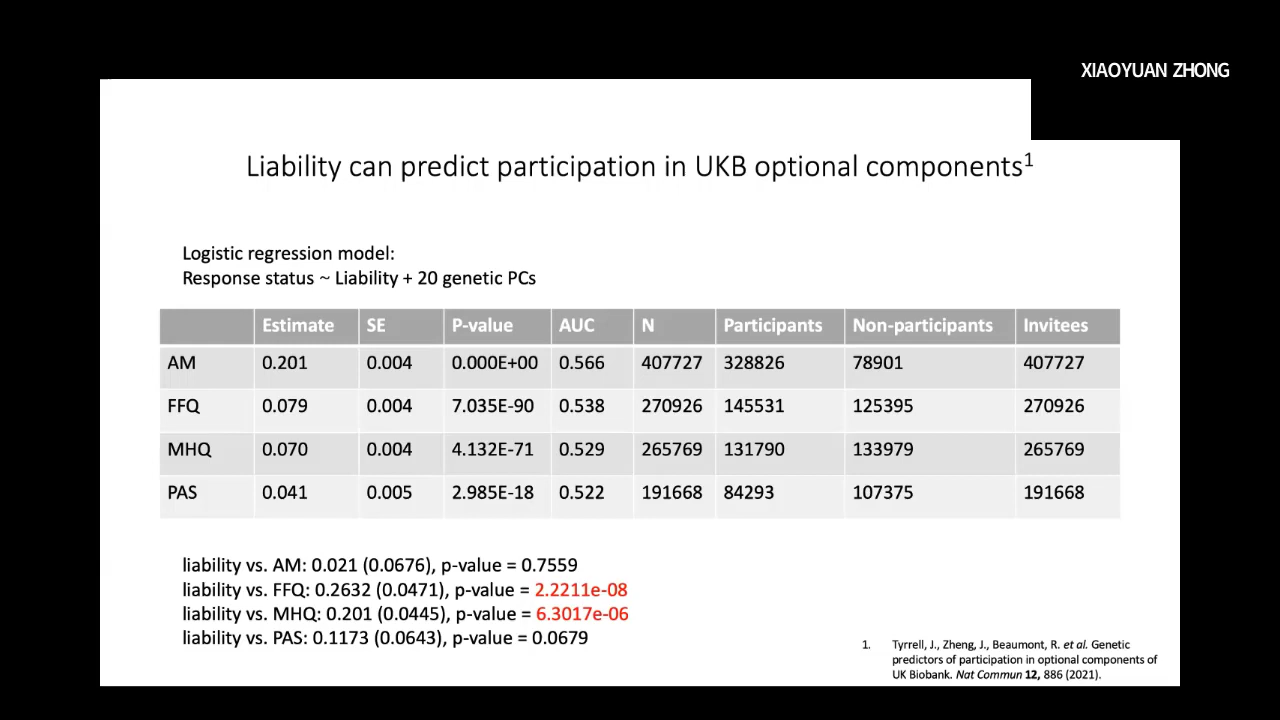 XIAOYUAN ZHONG
Liability can predict participation in UKB optional components1
Logistic regression model:
Response status ~ Liability + 20 genetic PCs
Estimate SE P-value AUC N Participants Non-participants Invitees
AM 0.201 0.004 0.000E+00 0.566 407727 328826 78901 407727
FFQ 0.079 0.004 7.035E-90 0.538 270926 145531 125395 270926
MHQ 0.070 0.004 4.132E-71 0.529 265769 131790 133979 265769
PAS 0.041 0.005 2.985E-18 0.522 191668 84293 107375 191668
liability vs. AM: 0.021 (0.0676), p-value = 0.7559
liability vs. FFQ: 0.2632 (0.0471), p-value = 2.2211e-08
liability vs. MHQ: 0.201 (0.0445), p-value = 6.3017e-06
liability vs. PAS: 0.1173 (0.0643), p-value = 0.0679
1. Tyrrell, J., Zheng, J., Beaumont, R. et al. Genetic
predictors of participation in optional components of
UK Biobank. Nat Commun 12, 886 (2021).